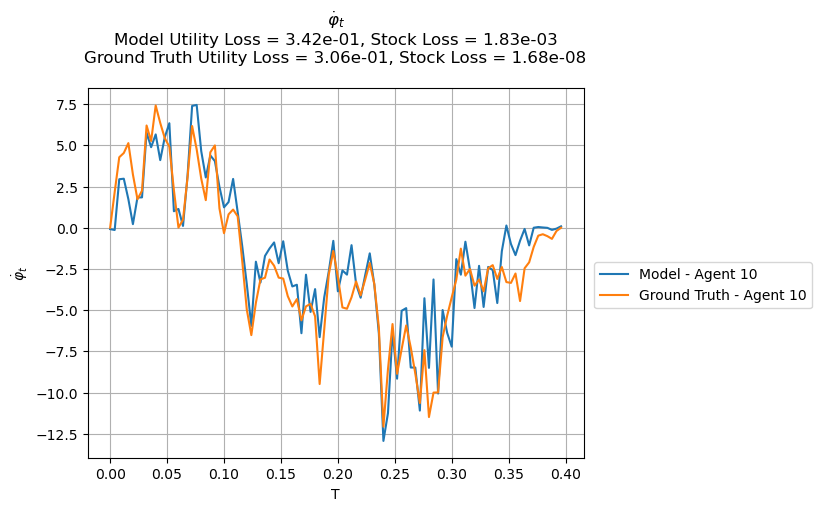 φ̇ₜ
Model Utility Loss = 3.42e-01, Stock Loss = 1.83e-03
Ground Truth Utility Loss = 3.06e-01, Stock Loss = 1.68e-08
7.5
5.0
2.5
0.0
−2.5
−5.0
−7.5
−10.0
−12.5
φ̇ₜ
0.00 0.05 0.10 0.15 0.20 0.25 0.30 0.35 0.40
T
Model - Agent 10
Ground Truth - Agent 10